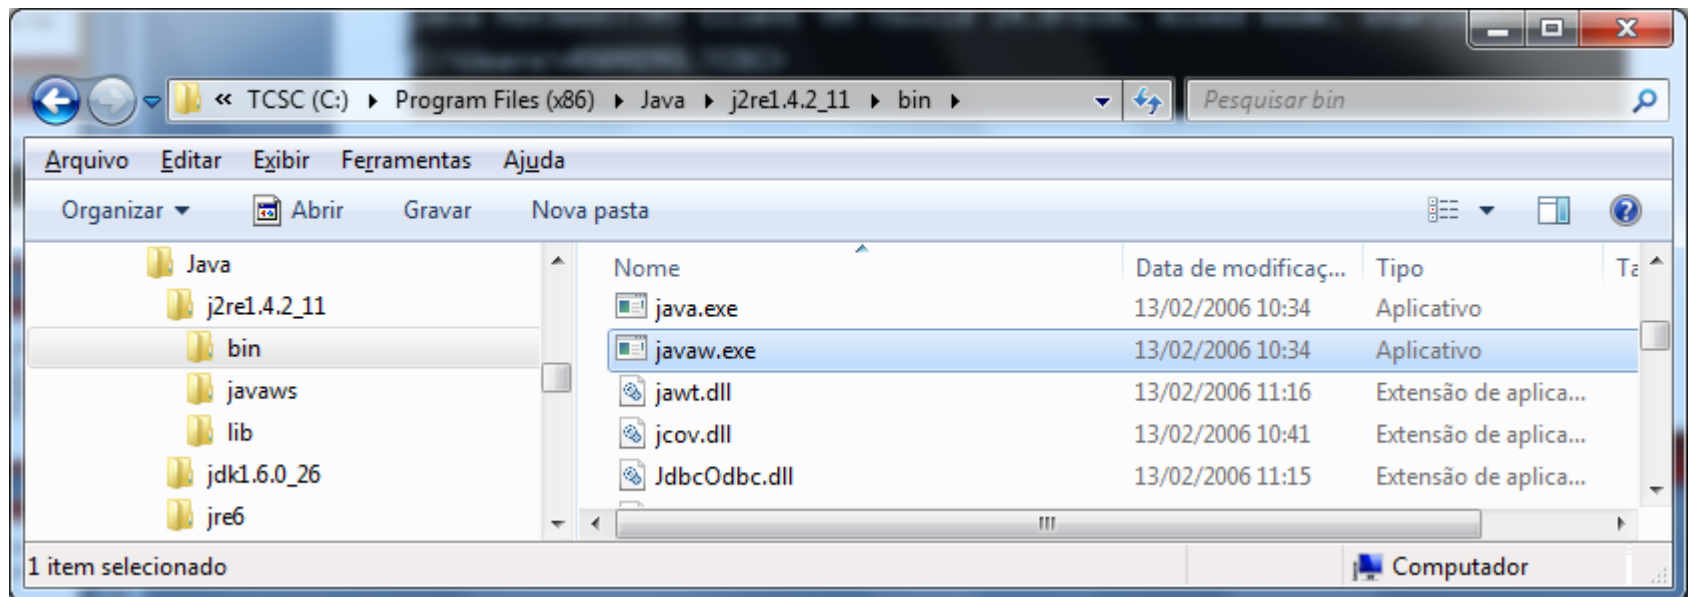 « TCSC (C:) ▸ Program Files (x86) ▸ Java ▸ j2re1.4.2_11 ▸ bin ▸
Pesquisar bin
Arquivo Editar Exibir Ferramentas Ajuda
Organizar Abrir Gravar Nova pasta
Java
j2re1.4.2_11
bin
javaws
lib
jdk1.6.0_26
jre6
Nome Data de modificaç... Tipo Ta
java.exe 13/02/2006 10:34 Aplicativo
javaw.exe 13/02/2006 10:34 Aplicativo
jawt.dll 13/02/2006 11:16 Extensão de aplica...
jcov.dll 13/02/2006 10:41 Extensão de aplica...
JdbcOdbc.dll 13/02/2006 11:15 Extensão de aplica...
1 item selecionado Computador